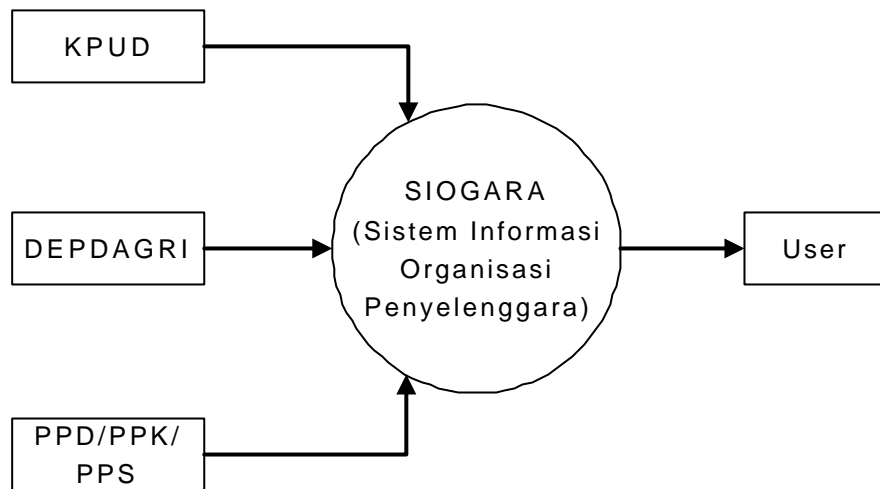 KPUD
SIOGARA
(Sistem Informasi
Organisasi
Penyelenggara)
DEPDAGRI
User
PPD/PPK/
PPS